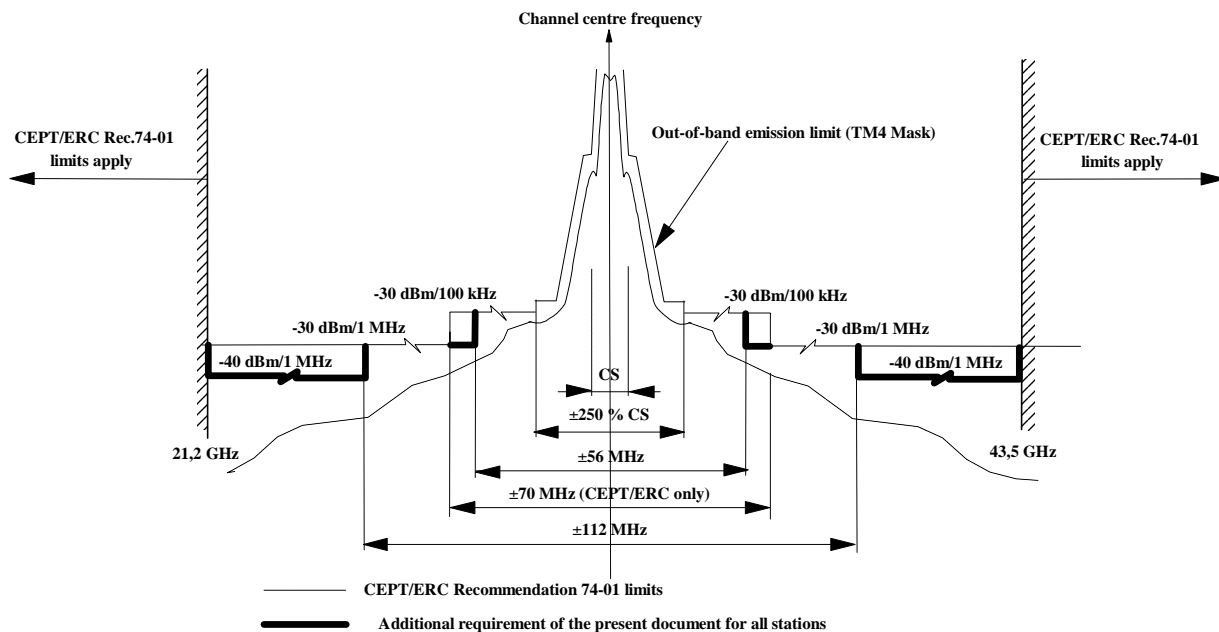 Channel centre frequency
CEPT/ERC Rec.74-01
limits apply
Out-of-band emission limit (TM4 Mask)
CEPT/ERC Rec.74-01
limits apply
-30 dBm/100 kHz
-30 dBm/100 kHz
-30 dBm/1 MHz
-30 dBm/1 MHz
-40 dBm/1 MHz
-40 dBm/1 MHz
CS
±250 % CS
21,2 GHz
43,5 GHz
±56 MHz
±70 MHz (CEPT/ERC only)
±112 MHz
CEPT/ERC Recommendation 74-01 limits
Additional requirement of the present document for all stations